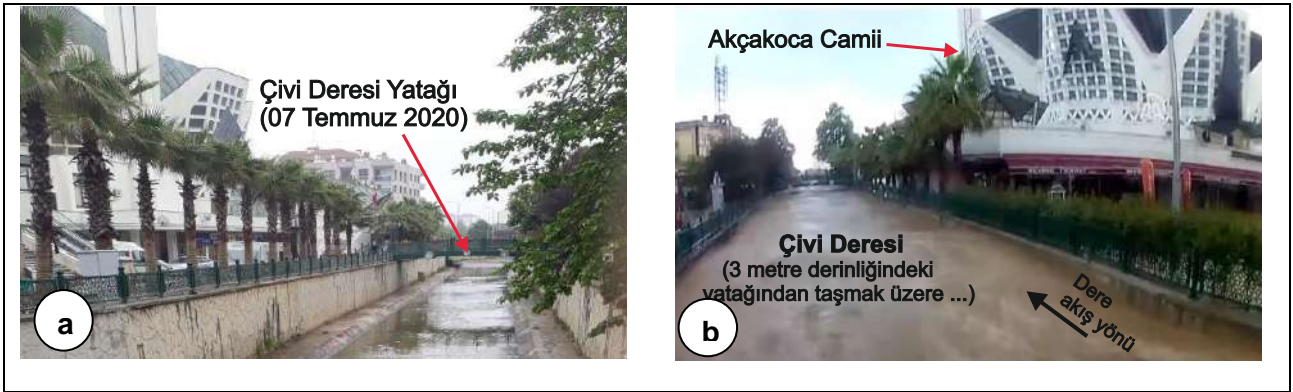 Çivi Deresi Yatağı
(07 Temmuz 2020)
a
Akçakoca Camii
Çivi Deresi
(3 metre derinliğindeki
yatağından taşmak üzere ...)
Dere
akış yönü
b